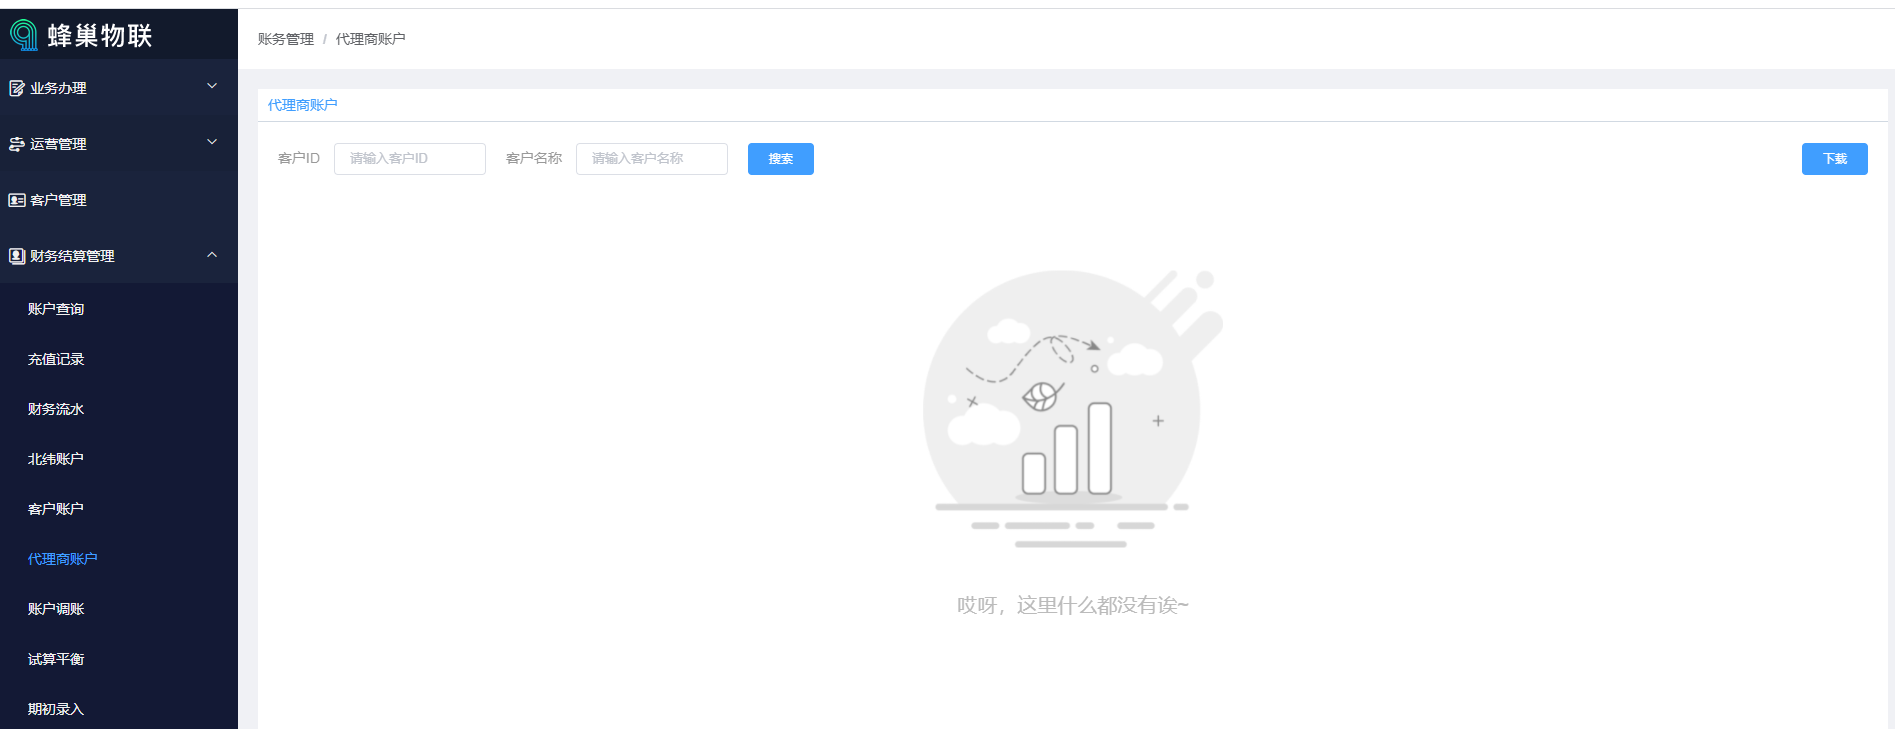 蜂巢物联
业务办理
运营管理
客户管理
财务结算管理
账户查询
充值记录
财务流水
北纬账户
客户账户
代理商账户
账户调账
试算平衡
期初录入
账务管理 / 代理商账户
代理商账户
客户ID 请输入客户ID 客户名称 请输入客户名称 搜索 下载
哎呀，这里什么都没有诶~